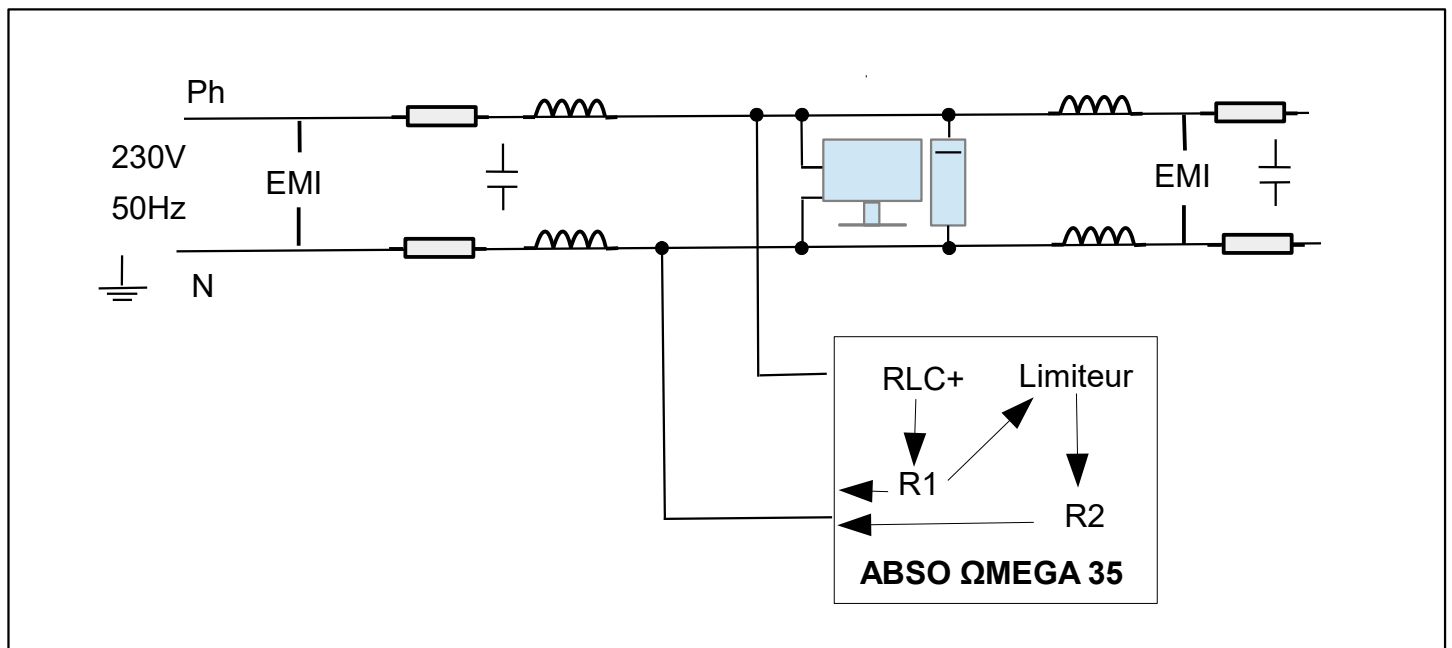 Ph
230V
EMI
EMI
50Hz
N
RLC+ Limiteur
R1
R2
ABSO ΩMEGA 35